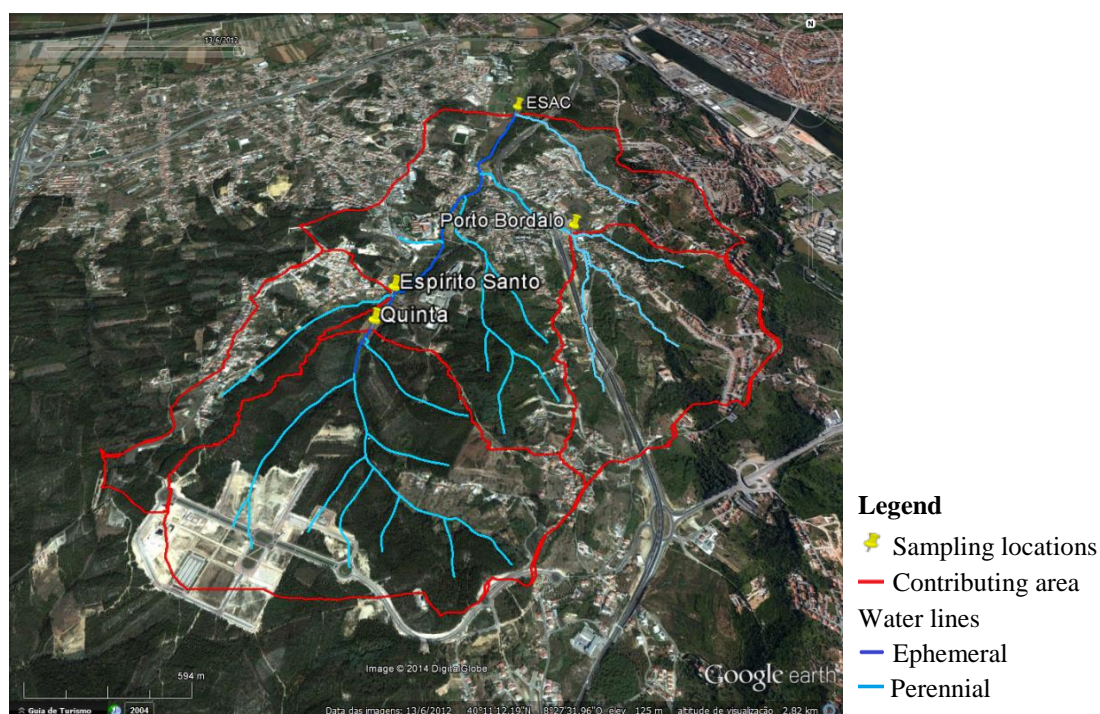 N
13/6/2012
ESAC
Porto Bordalo
Espírito Santo
Quinta
594 m
Image © 2014 DigitalGlobe
Google earth
Guia de Turismo
2004
Data das imagens: 13/6/2012 40°11'12.19"N 8°27'31.96"O elev 125 m altitude de visualização 2.82 km
Legend
Sampling locations
Contributing area
Water lines
Ephemeral
Perennial